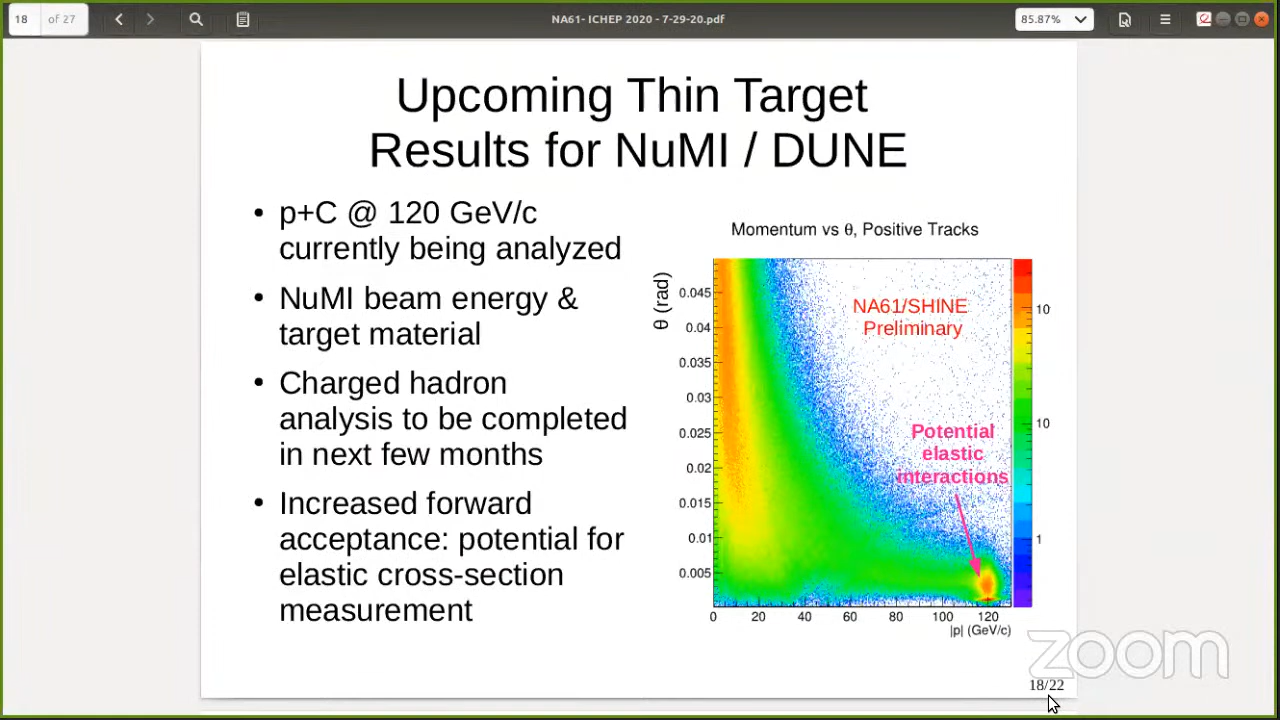 18 of 27
NA61- ICHEP 2020 - 7-29-20.pdf
85.87%
Upcoming Thin Target
Results for NuMI / DUNE
• p+C @ 120 GeV/c
currently being analyzed
• NuMI beam energy &
target material
• Charged hadron
analysis to be completed
in next few months
• Increased forward
acceptance: potential for
elastic cross-section
measurement
Momentum vs θ, Positive Tracks
θ (rad)
0.045
0.04
0.035
0.03
0.025
0.02
0.015
0.01
0.005
0 20 40 60 80 100 120
|p| (GeV/c)
NA61/SHINE
Preliminary
Potential
elastic
interactions
10
10
1
zoom
18/22